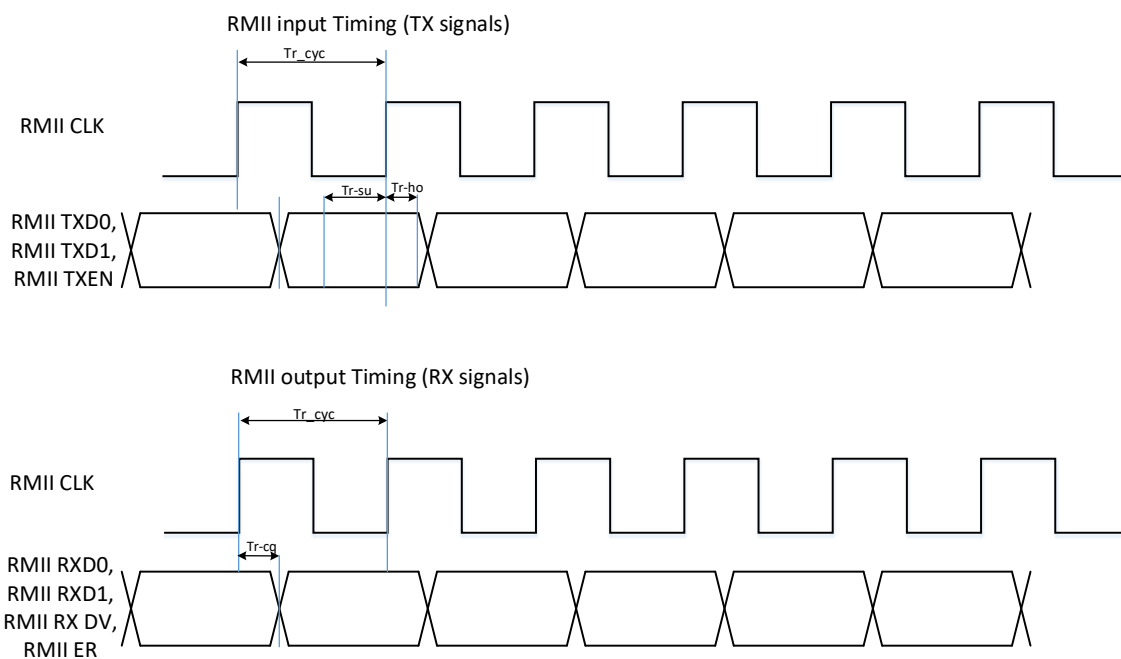 RMII input Timing (TX signals)
Tr_cyc
RMII CLK
Tr-su
Tr-ho
RMII TXD0,
RMII TXD1,
RMII TXEN
RMII output Timing (RX signals)
Tr_cyc
RMII CLK
Tr-cq
RMII RXD0,
RMII RXD1,
RMII RX DV,
RMII ER